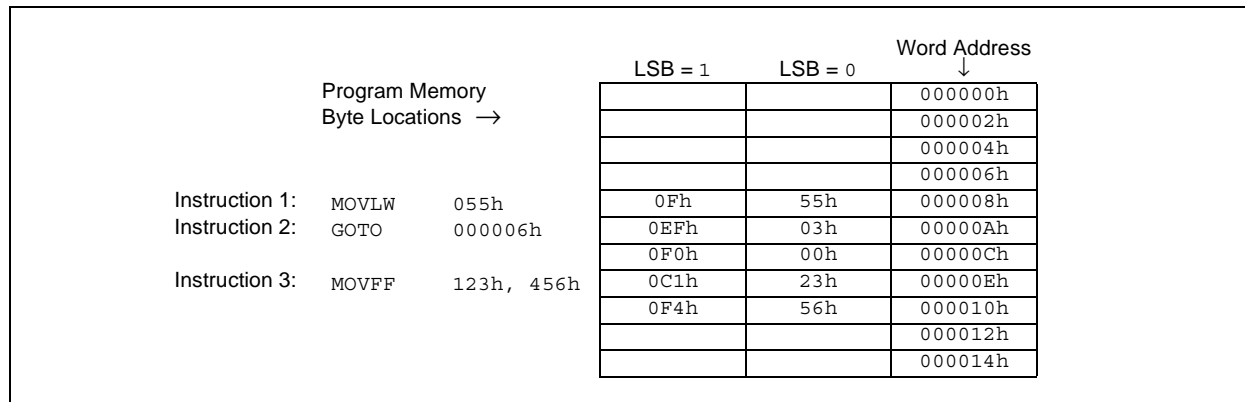 Word Address
LSB = 1 LSB = 0 ↓
Program Memory 000000h
Byte Locations → 000002h
000004h
000006h
Instruction 1: MOVLW 055h 0Fh 55h 000008h
Instruction 2: GOTO 000006h 0EFh 03h 00000Ah
0F0h 00h 00000Ch
Instruction 3: MOVFF 123h, 456h 0C1h 23h 00000Eh
0F4h 56h 000010h
000012h
000014h